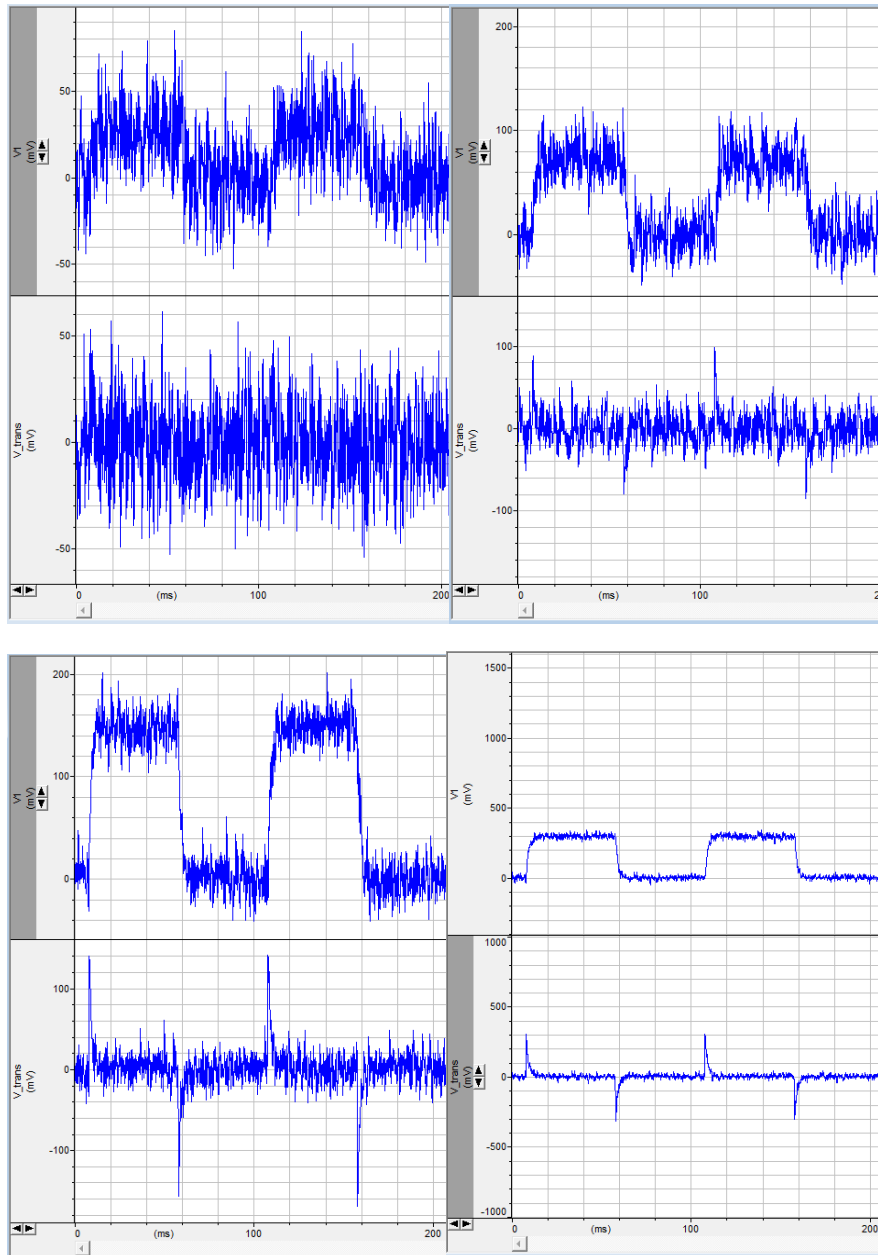 50-
0-
-50-
V1
(mV)
50-
0-
-50-
V_trans
(mV)
0 (ms) 100 200
200-
100-
0-
V1
(mV)
100-
0-
-100-
V_trans
(mV)
0 (ms) 100 2
200-
100-
0-
V1
(mV)
100-
0-
-100-
V_trans
(mV)
0 (ms) 100 200
1500-
1000-
500-
0-
V1
(mV)
1000
500-
0-
-500-
-1000
V_trans
(mV)
0 (ms) 100 200